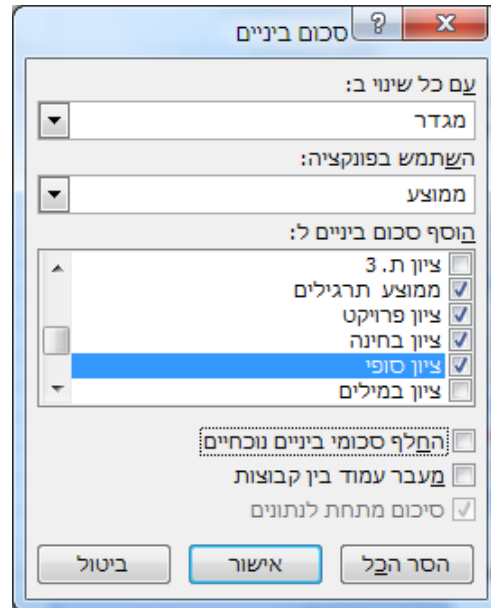 סכום ביניים
עם כל שינוי ב:
מגדר
השתמש בפונקציה:
ממוצע
הוסף סכום ביניים ל:
ציון ת. 3
ממוצע תרגילים
ציון פרויקט
ציון בחינה
ציון סופי
ציון במילים
החלף סכומי ביניים נוכחיים
מעבר עמוד בין קבוצות
סיכום מתחת לנתונים
הסר הכל אישור ביטול